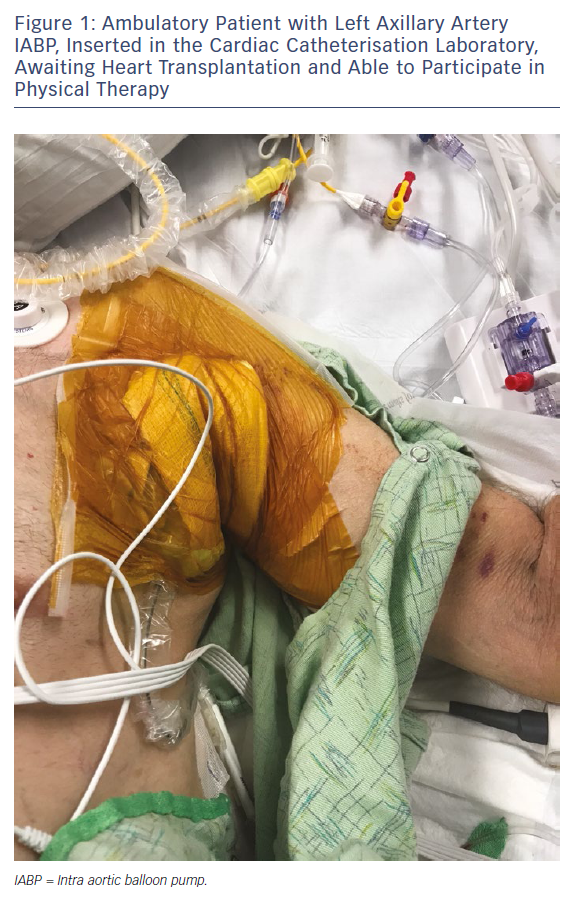 Figure 1: Ambulatory Patient with Left Axillary Artery
IABP, Inserted in the Cardiac Catheterisation Laboratory,
Awaiting Heart Transplantation and Able to Participate in
Physical Therapy
IABP = Intra aortic balloon pump.